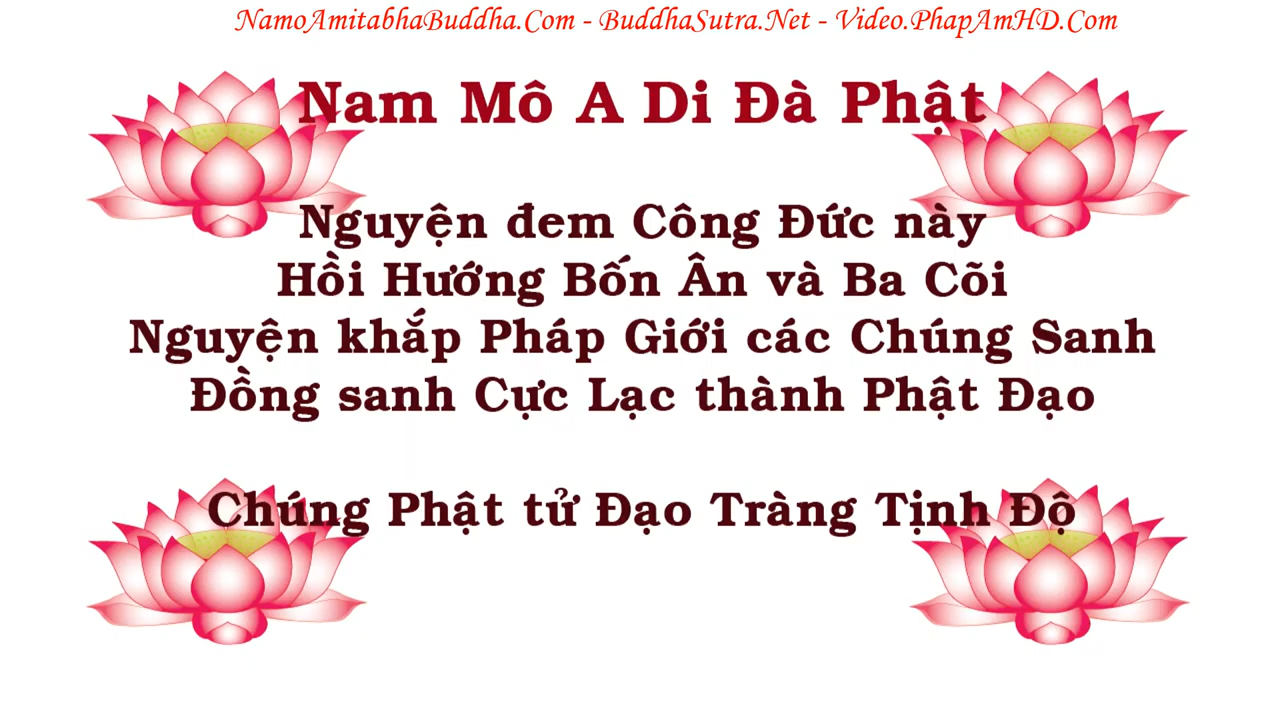 NamoAmitabhaBuddha.Com - BuddhaSutra.Net - Video.PhapAmHD.Com
Nam Mô A Di Đà Phật
Nguyện đem Công Đức này
Hồi Hướng Bốn Ân và Ba Cõi
Nguyện khắp Pháp Giới các Chúng Sanh
Đồng sanh Cực Lạc thành Phật Đạo
Chúng Phật tử Đạo Tràng Tịnh Độ